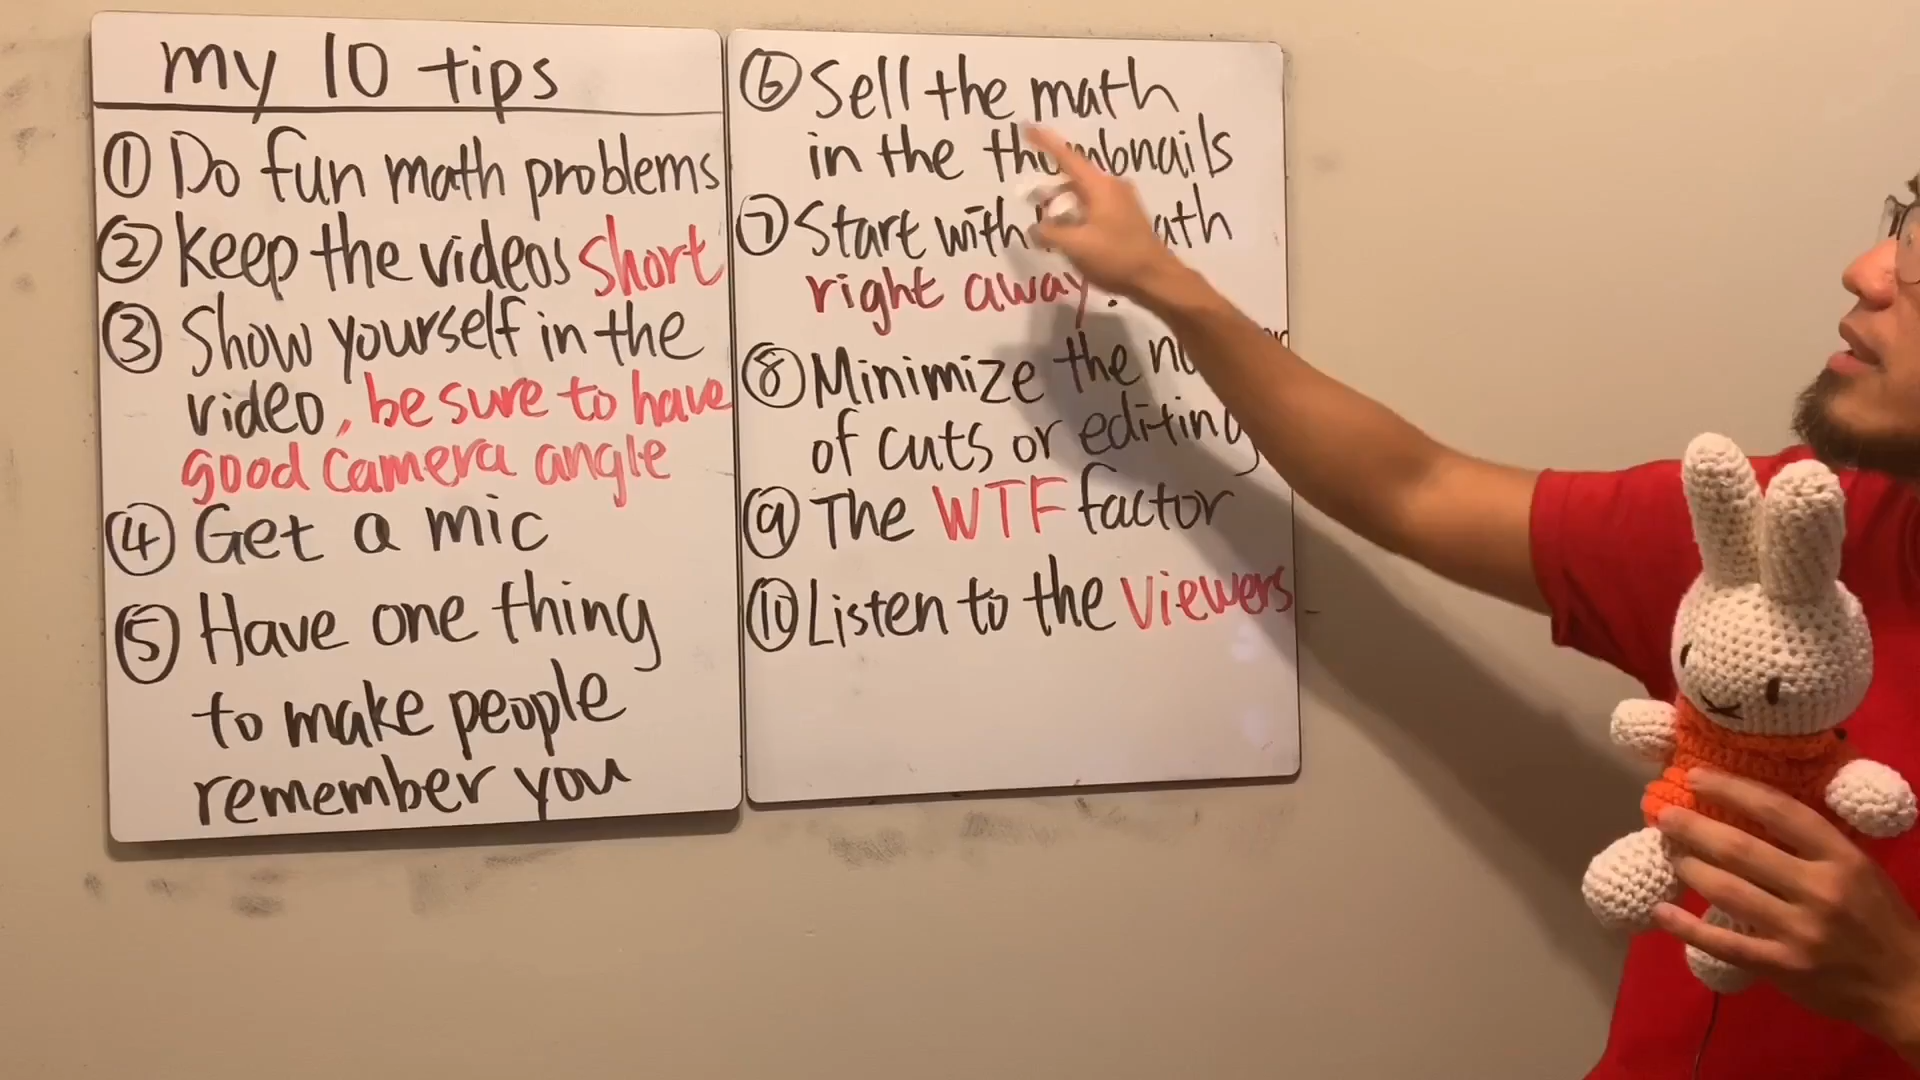 my 10 tips
① Do fun math problems
② Keep the videos short
③ Show yourself in the
video, be sure to have
good camera angle
④ Get a mic
⑤ Have one thing
to make people
remember you
⑥ Sell the math
in the thumbnails
⑦ Start with math
right away!
⑧ Minimize the
of cuts or editing
⑨ The WTF factor
⑩ Listen to the viewers